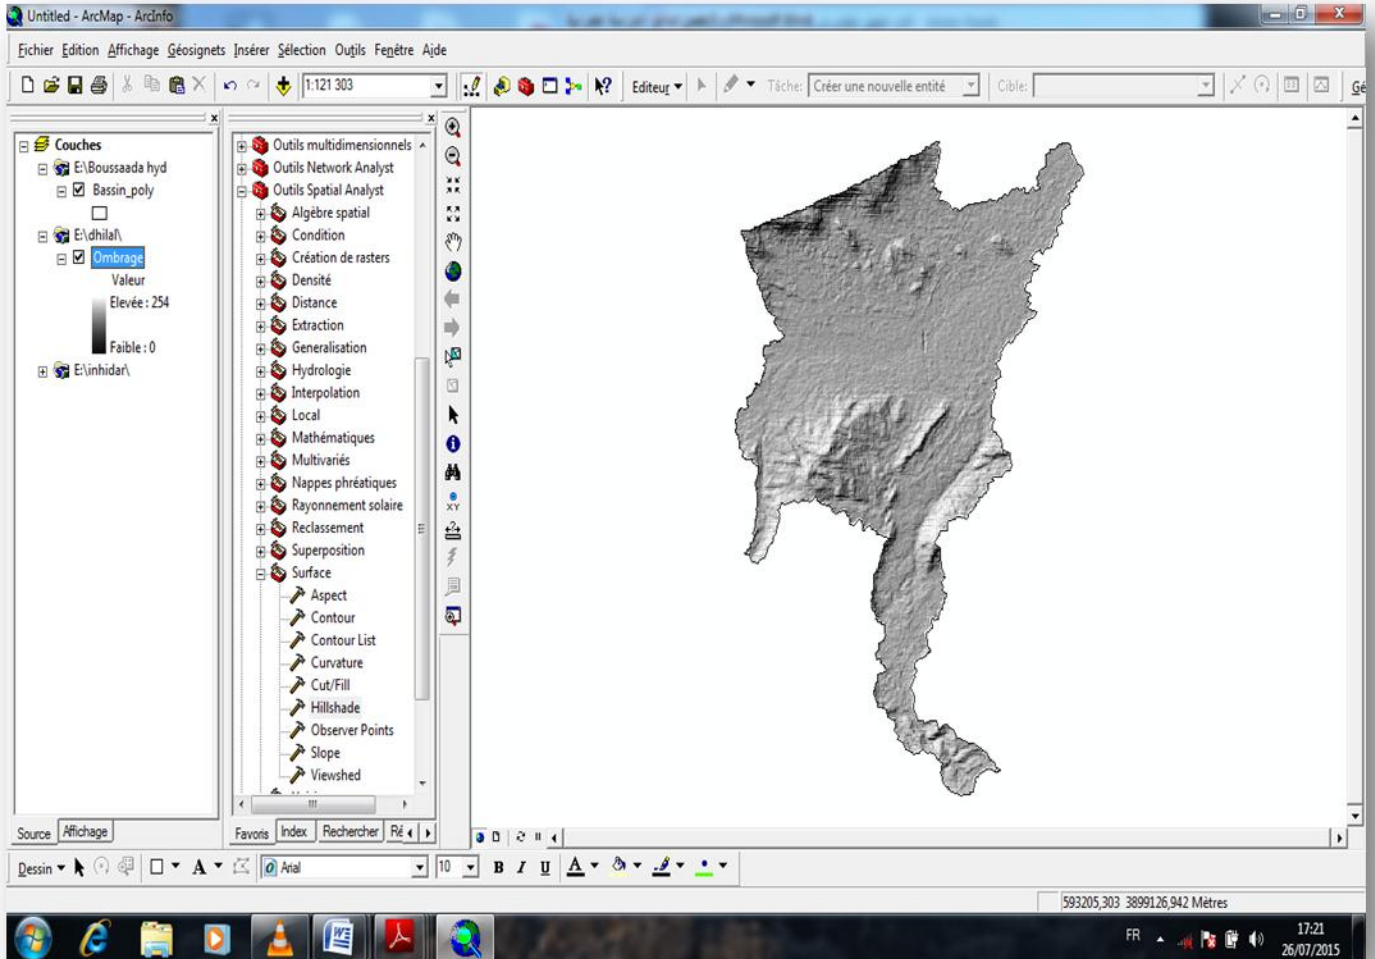 Untitled - ArcMap - ArcInfo
Fichier Edition Affichage Géosignets Insérer Sélection Outils Fenêtre Aide
1:121 303
Editeur
Tâche: Créer une nouvelle entité
Cible:
Gé
Couches
E:\Boussaada hyd
Bassin_poly
E:\dhilal\
Ombrage
Valeur
Elevée : 254
Faible : 0
E:\inhidar\
Source Affichage
Outils multidimensionnels
Outils Network Analyst
Outils Spatial Analyst
Algèbre spatial
Condition
Création de rasters
Densité
Distance
Extraction
Generalisation
Hydrologie
Interpolation
Local
Mathématiques
Multivariés
Nappes phréatiques
Rayonnement solaire
Reclassement
Superposition
Surface
Aspect
Contour
Contour List
Curvature
Cut/Fill
Hillshade
Observer Points
Slope
Viewshed
Favoris Index Rechercher Ré
XY
Dessin
A
Arial
10
B I U A
593205,303 3899126,942 Mètres
FR
17:21
26/07/2015